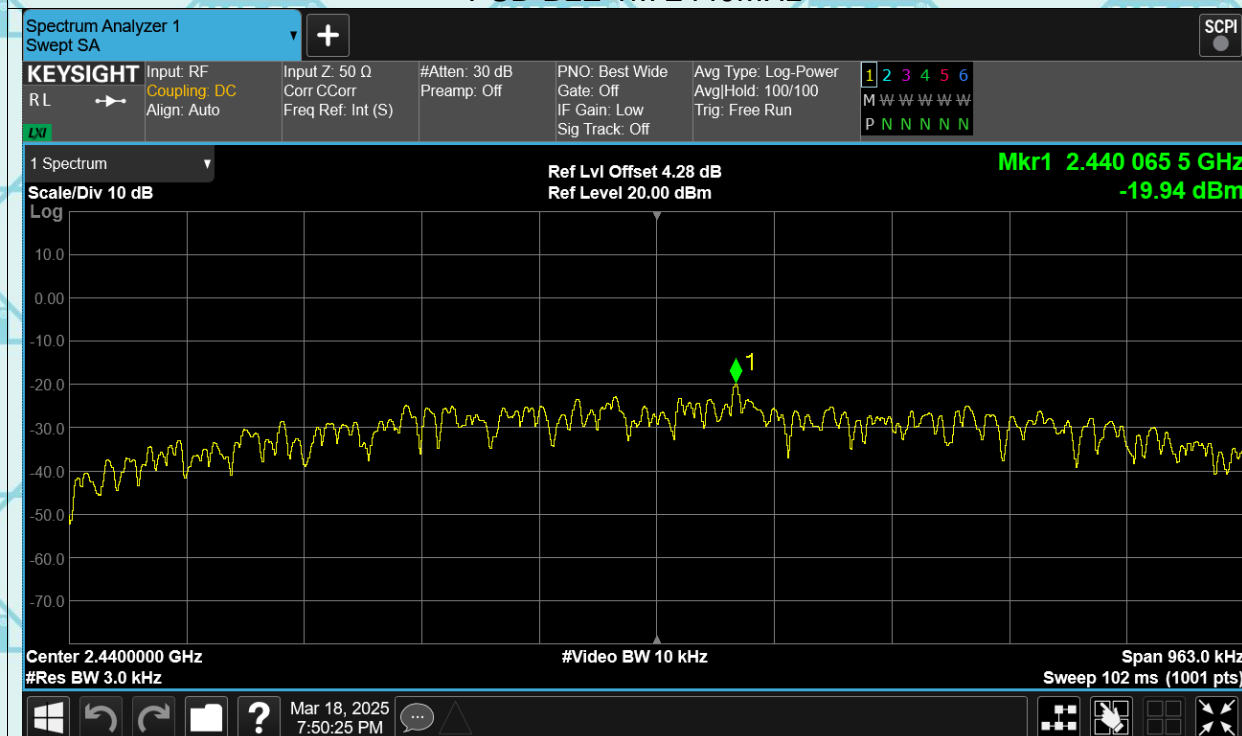 Spectrum Analyzer 1
Swept SA
SCPI
KEYSIGHT
RL
LXI
Input: RF
Coupling: DC
Align: Auto
Input Z: 50 Ω
Corr CCorr
Freq Ref: Int (S)
#Atten: 30 dB
Preamp: Off
PNO: Best Wide
Gate: Off
IF Gain: Low
Sig Track: Off
Avg Type: Log-Power
Avg|Hold: 100/100
Trig: Free Run
1 2 3 4 5 6
M W W W W W
P N N N N N
1 Spectrum
Scale/Div 10 dB
Log
Ref Lvl Offset 4.28 dB
Ref Level 20.00 dBm
Mkr1 2.440 065 5 GHz
-19.94 dBm
10.0
0.00
-10.0
1
-20.0
-30.0
-40.0
-50.0
-60.0
-70.0
Center 2.4400000 GHz
#Res BW 3.0 kHz
#Video BW 10 kHz
Span 963.0 kHz
Sweep 102 ms (1001 pts)
?
Mar 18, 2025
7:50:25 PM